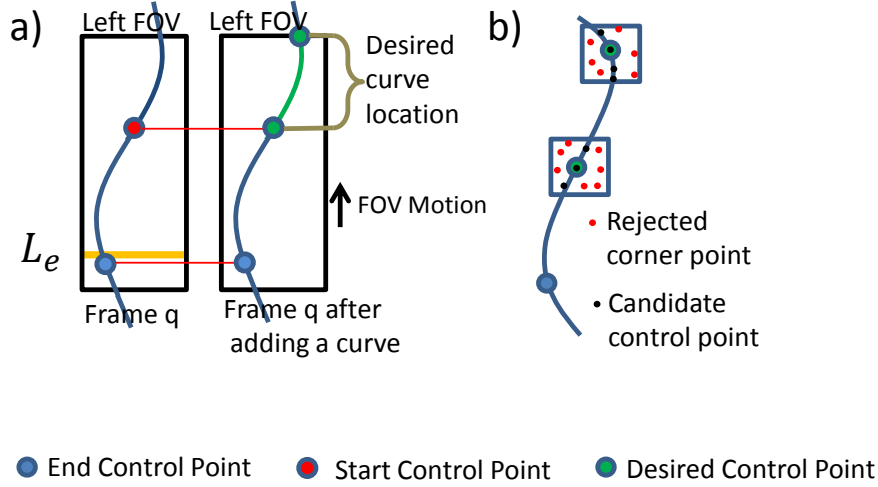 a)
Left FOV
Left FOV
Desired
curve
location
FOV Motion
L_e
Frame q
Frame q after
adding a curve
b)
Rejected
corner point
Candidate
control point
End Control Point
Start Control Point
Desired Control Point